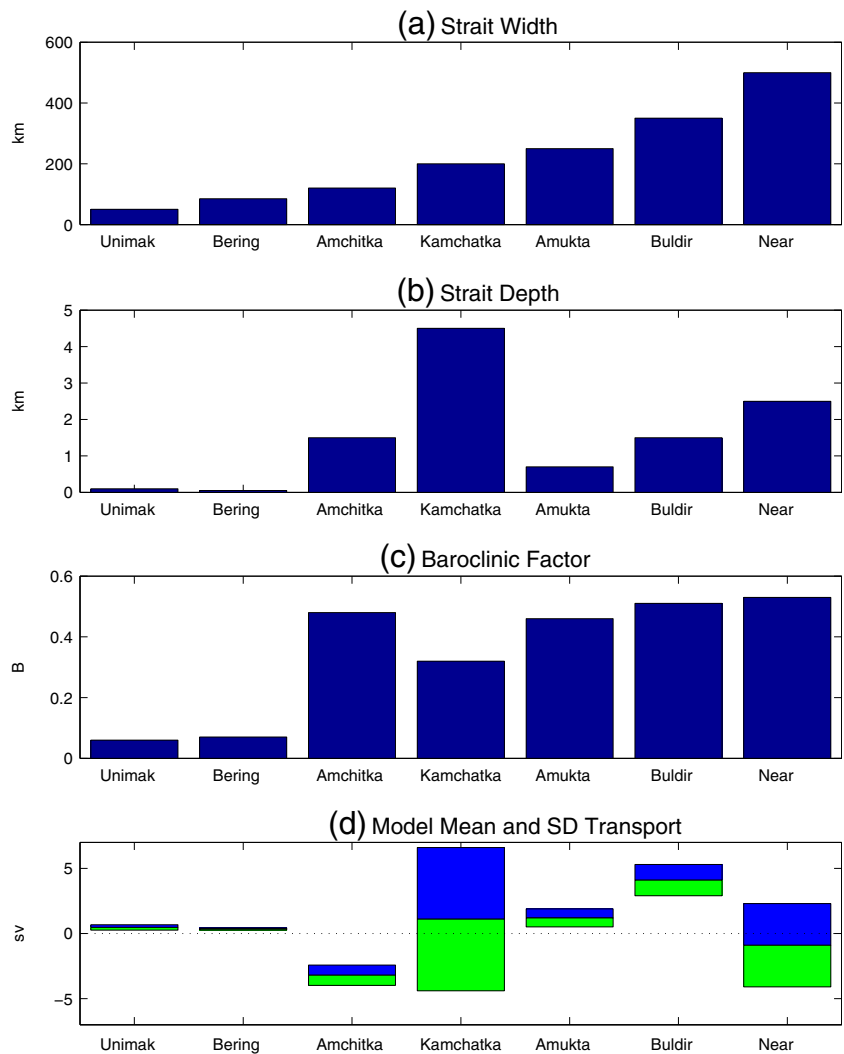 (a) Strait Width
600
400
200
0
km
Unimak Bering Amchitka Kamchatka Amukta Buldir Near
(b) Strait Depth
5
4
3
2
1
0
km
Unimak Bering Amchitka Kamchatka Amukta Buldir Near
(c) Baroclinic Factor
0.6
0.4
0.2
0
B
Unimak Bering Amchitka Kamchatka Amukta Buldir Near
(d) Model Mean and SD Transport
5
0
−5
sv
Unimak Bering Amchitka Kamchatka Amukta Buldir Near